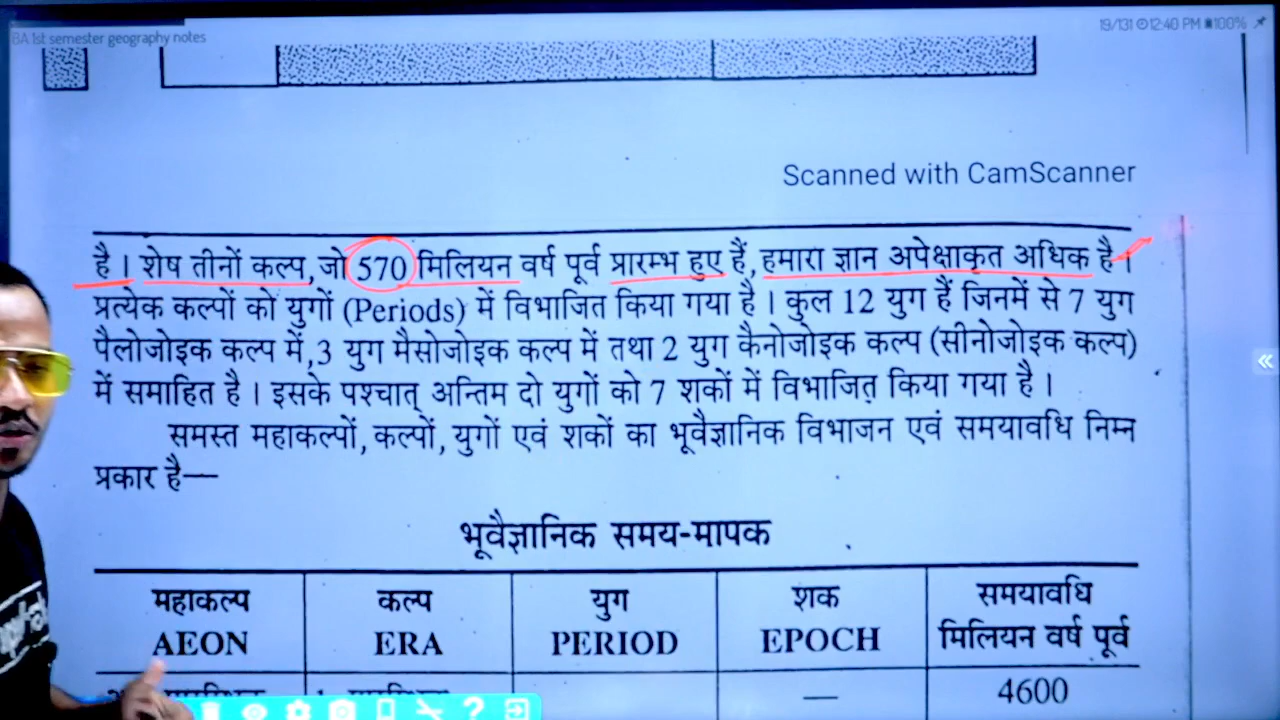 BA 1st semester geography notes
19/131 12:40 PM 100%
Scanned with CamScanner
है। शेष तीनों कल्प, जो 570 मिलियन वर्ष पूर्व प्रारम्भ हुए हैं, हमारा ज्ञान अपेक्षाकृत अधिक है।
प्रत्येक कल्पों को युगों (Periods) में विभाजित किया गया है। कुल 12 युग हैं जिनमें से 7 युग
पैलोजोइक कल्प में, 3 युग मैसोजोइक कल्प में तथा 2 युग कैनोजोइक कल्प (सीनोजोइक कल्प)
में समाहित है। इसके पश्चात् अन्तिम दो युगों को 7 शकों में विभाजित़ किया गया है।
समस्त महाकल्पों, कल्पों, युगों एवं शकों का भूवैज्ञानिक विभाजन एवं समयावधि निम्न
प्रकार है—
भूवैज्ञानिक समय-मापक
महाकल्प कल्प युग शक समयावधि
AEON ERA PERIOD EPOCH मिलियन वर्ष पूर्व
— 4600